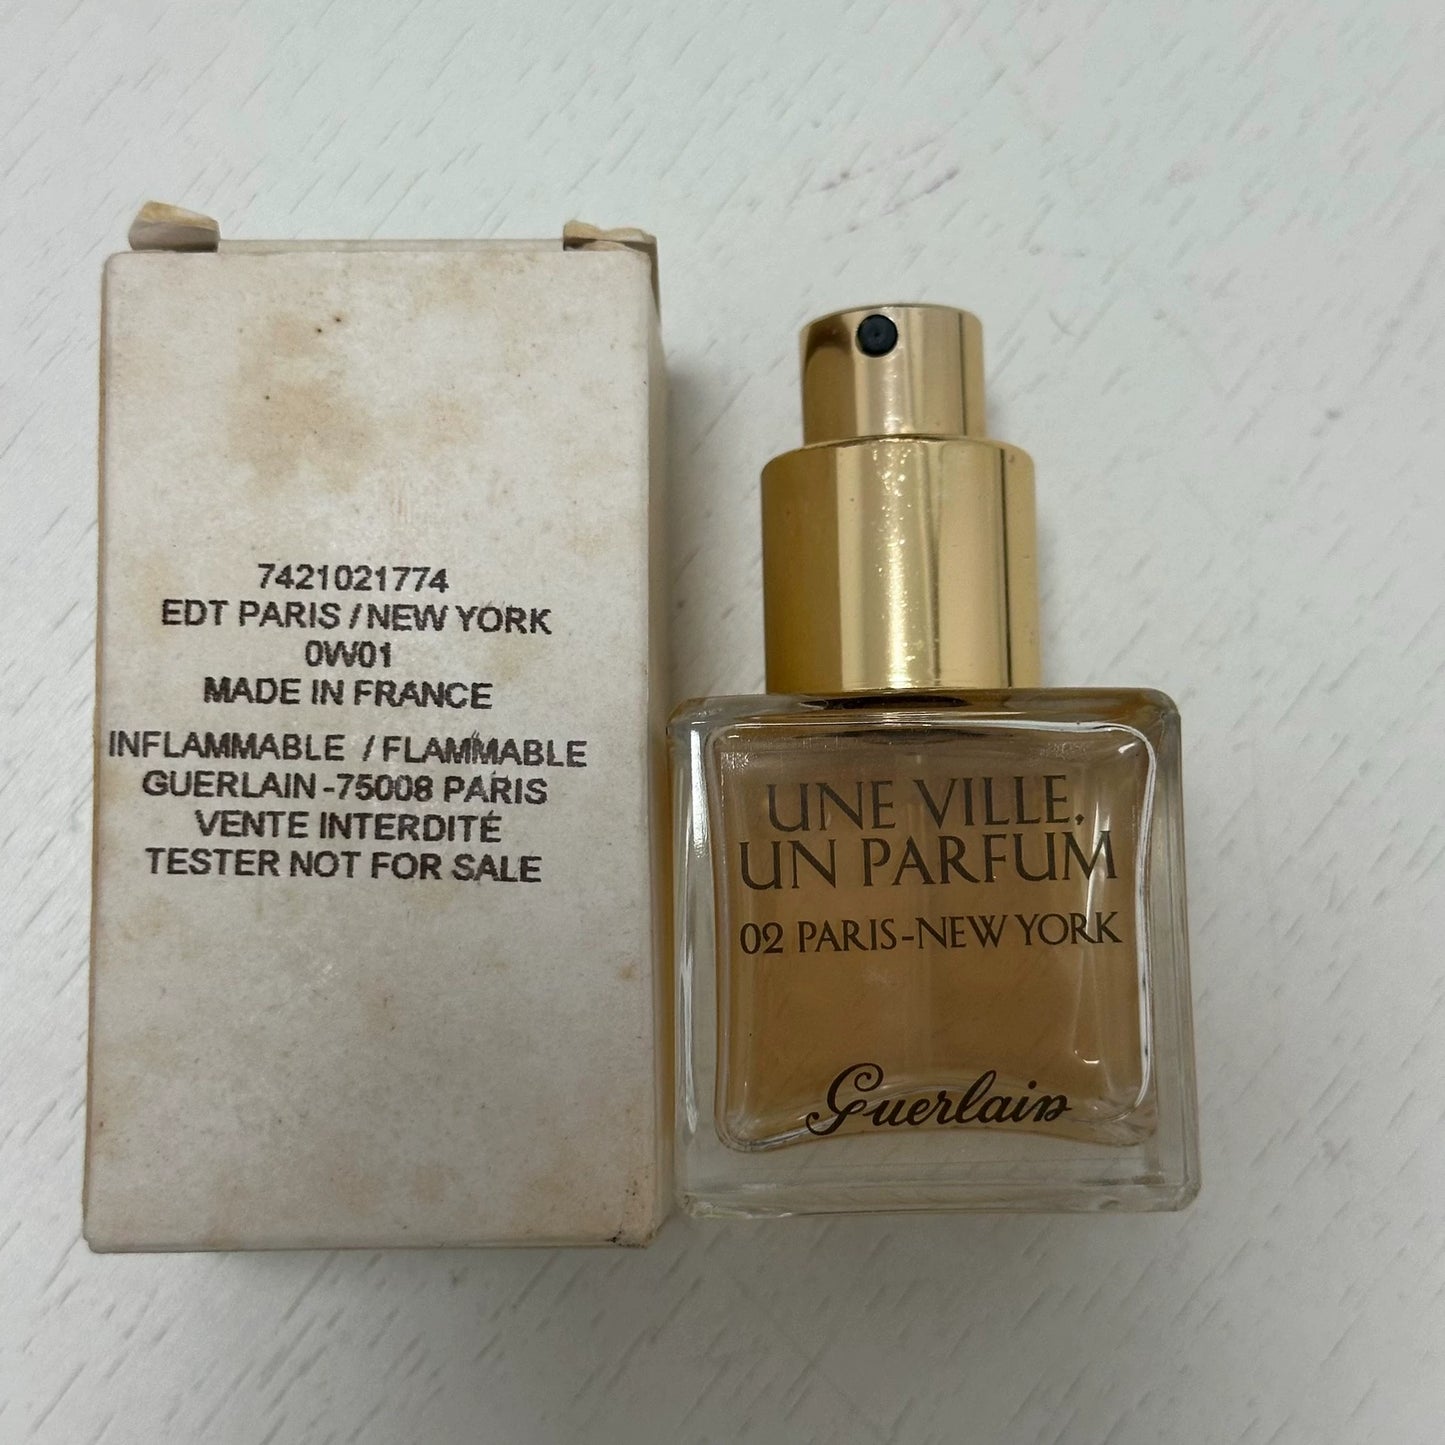 7421021774
EDT PARIS / NEW YORK
0W01
MADE IN FRANCE
INFLAMMABLE / FLAMMABLE
GUERLAIN -75008 PARIS
VENTE INTERDITE
TESTER NOT FOR SALE
UNE VILLE,
UN PARFUM
02 PARIS-NEW YORK
Guerlain